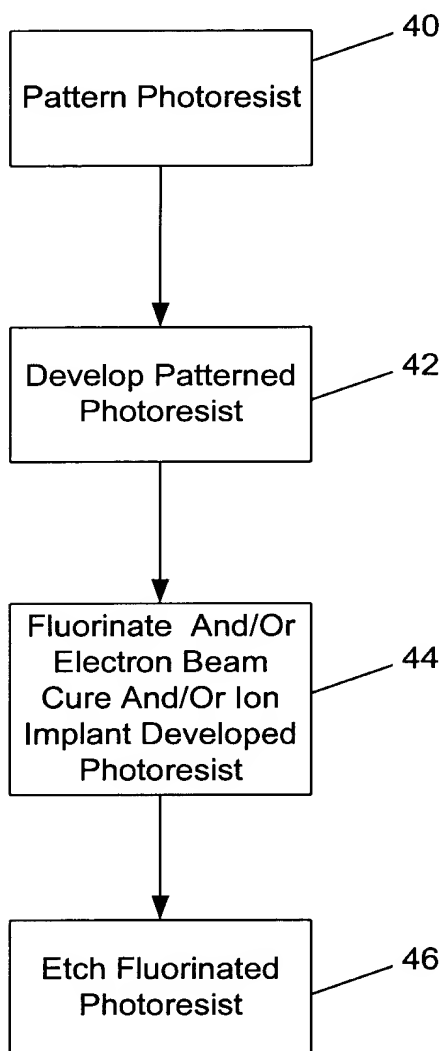 40
Pattern Photoresist
42
Develop Patterned
Photoresist
Fluorinate And/Or
Electron Beam
Cure And/Or Ion
Implant Developed
Photoresist
44
Etch Fluorinated
Photoresist
46